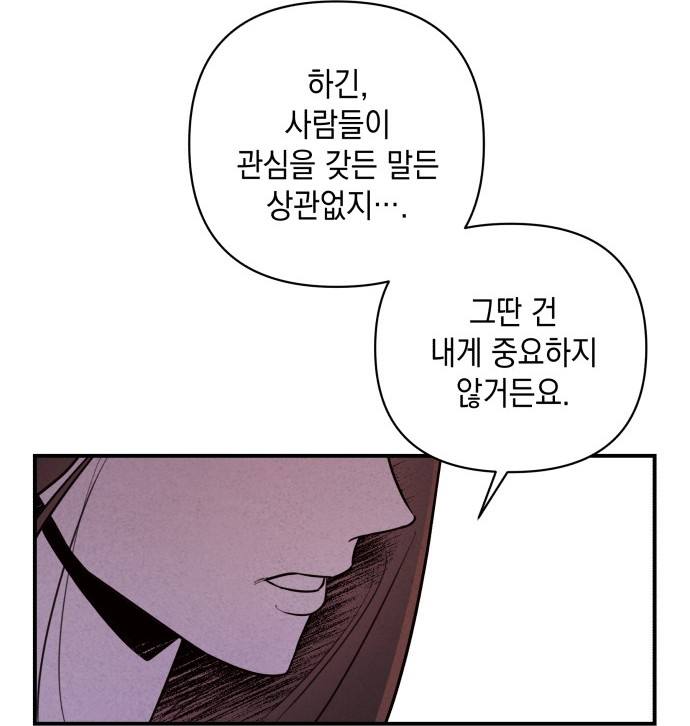 하긴,
사람들이
관심을 갖든 말든
상관없지….
그딴 건
내게 중요하지
않거든요.